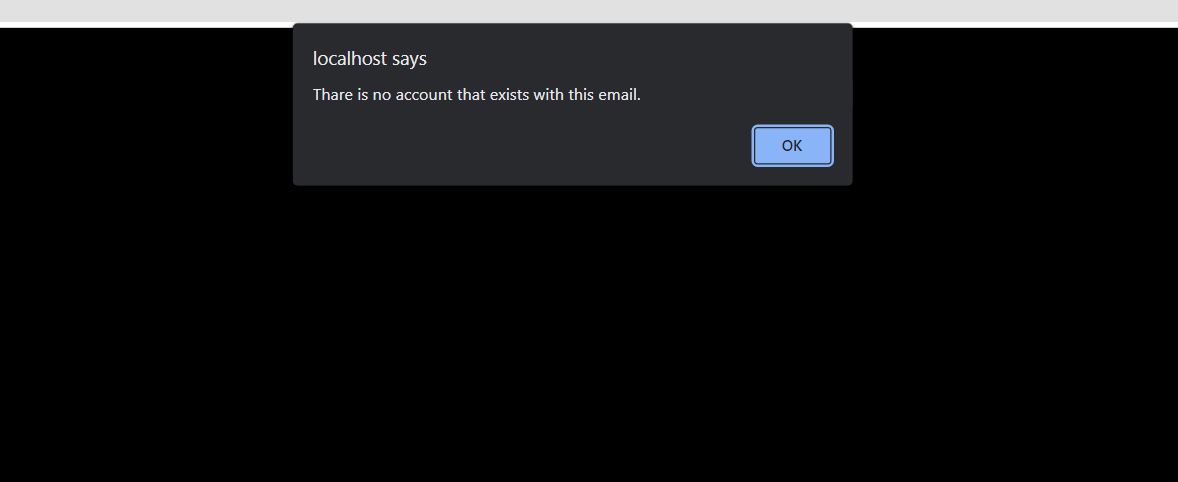 localhost says
Thare is no account that exists with this email.
OK